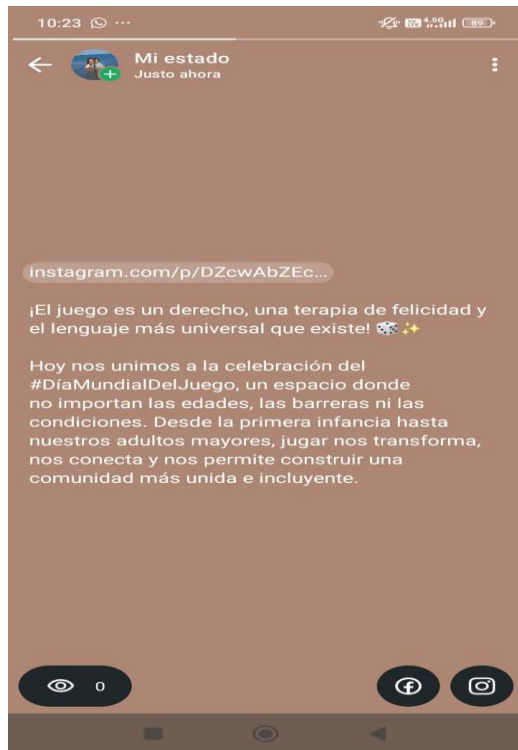 10:23
Mi estado
Justo ahora
instagram.com/p/DZcwAbZEc...
¡El juego es un derecho, una terapia de felicidad y
el lenguaje más universal que existe! 🎲✨
Hoy nos unimos a la celebración del
#DíaMundialDelJuego, un espacio donde
no importan las edades, las barreras ni las
condiciones. Desde la primera infancia hasta
nuestros adultos mayores, jugar nos transforma,
nos conecta y nos permite construir una
comunidad más unida e incluyente.
0